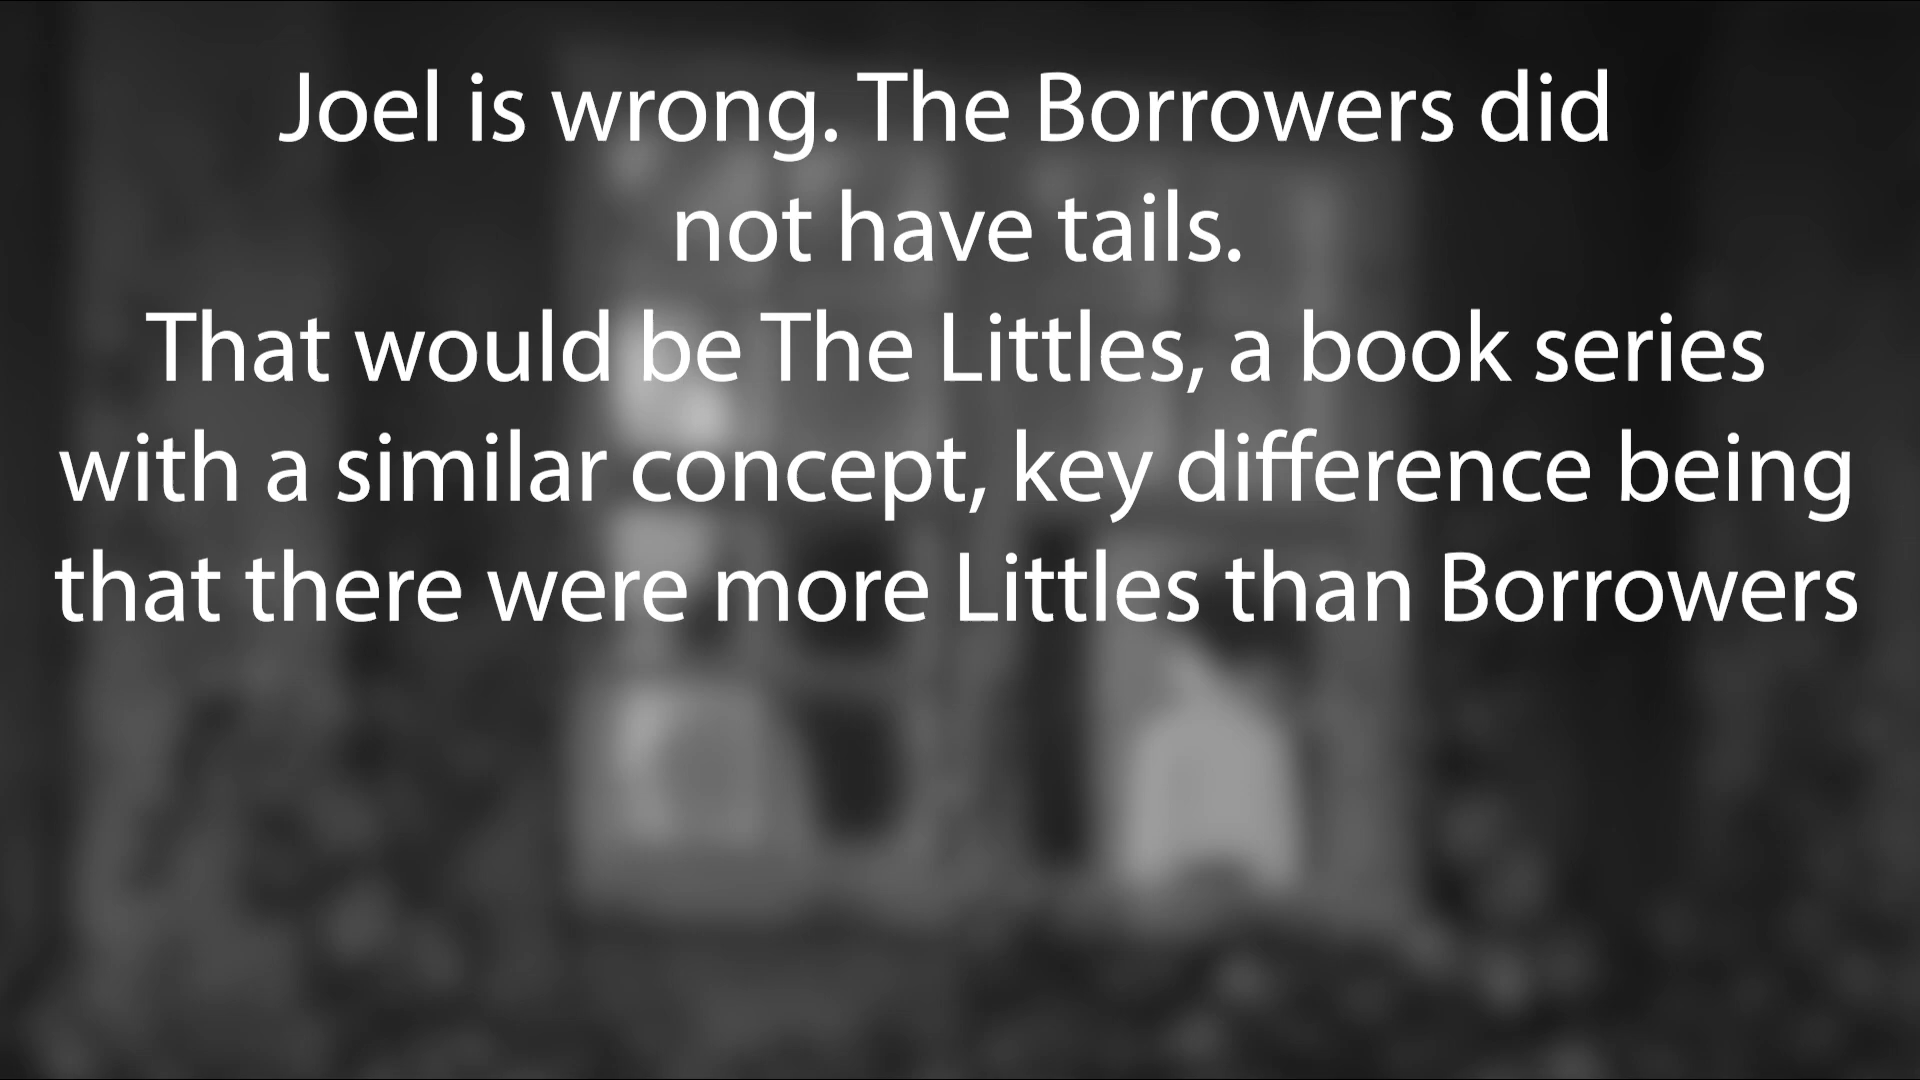 Joel is wrong. The Borrowers did
not have tails.
That would be The Littles, a book series
with a similar concept, key difference being
that there were more Littles than Borrowers